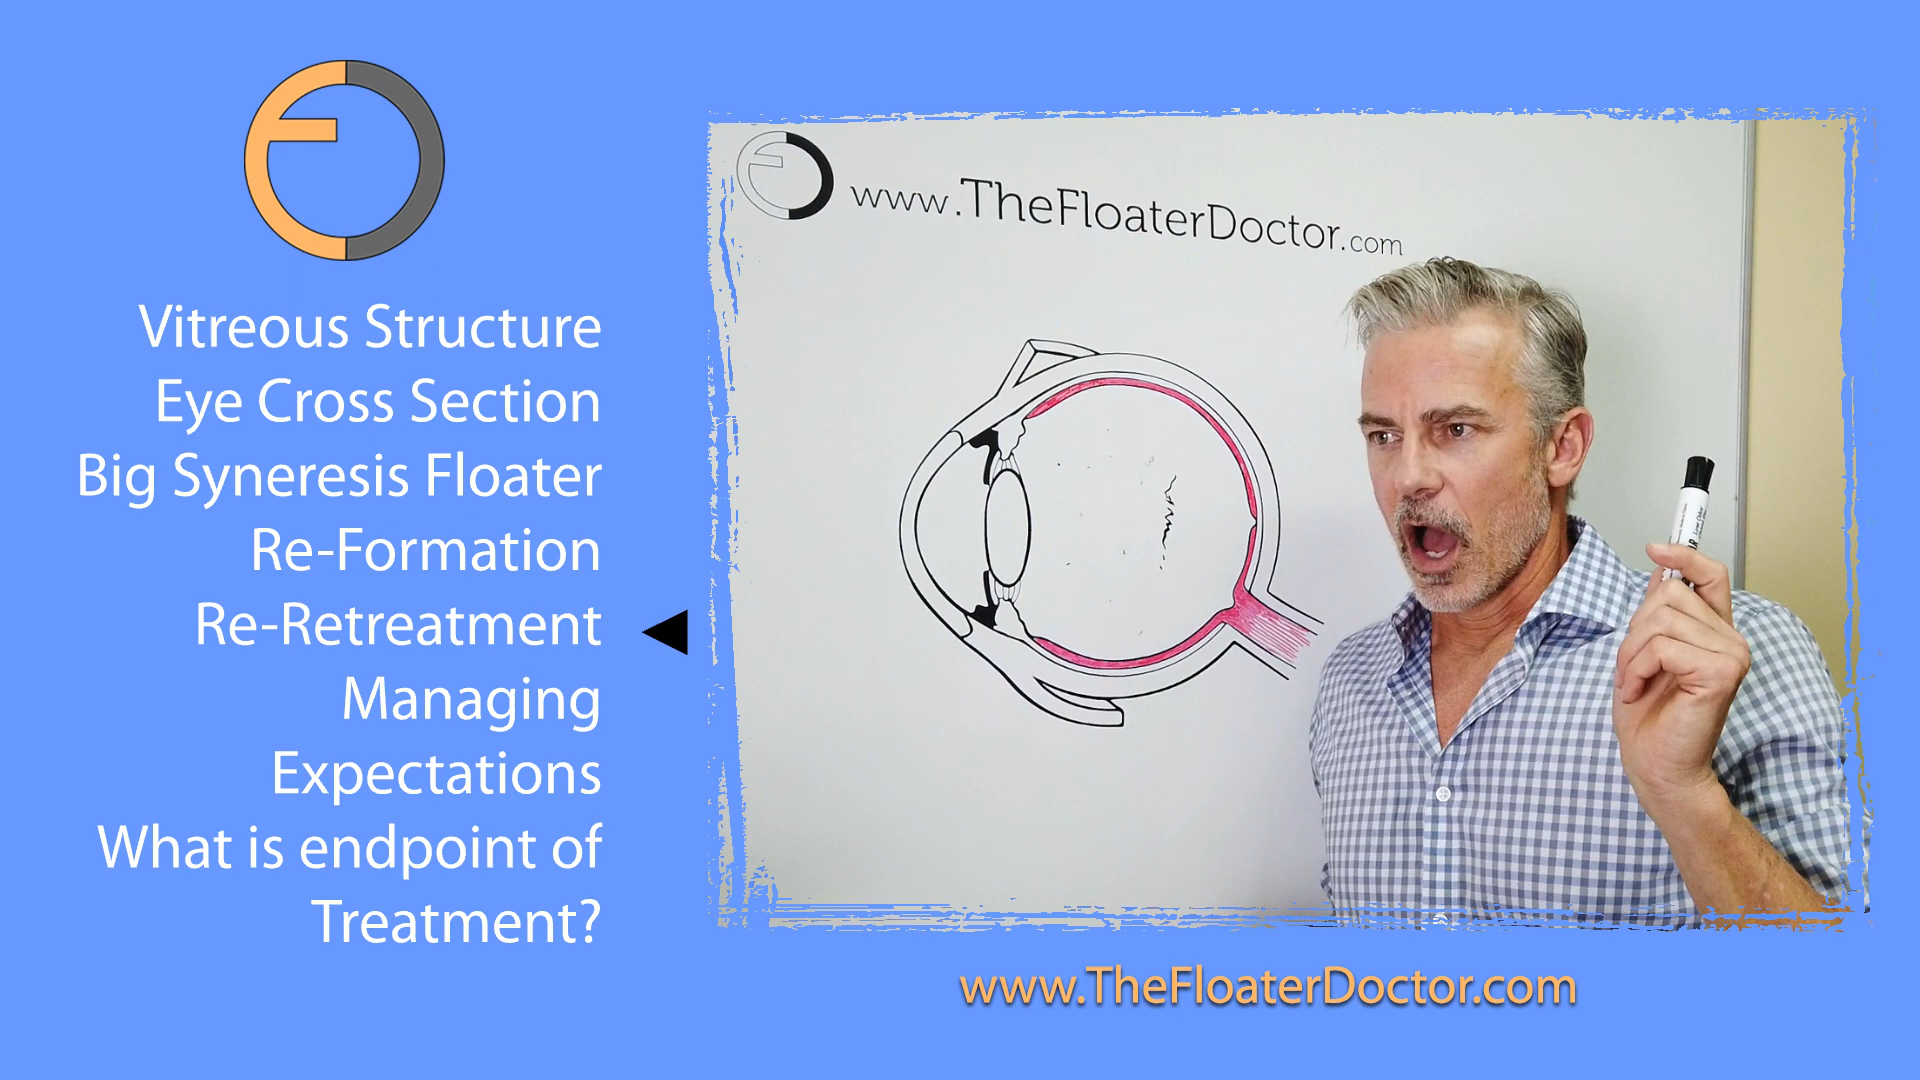 Vitreous Structure
Eye Cross Section
Big Syneresis Floater
Re-Formation
Re-Retreatment
Managing
Expectations
What is endpoint of
Treatment?
www.TheFloaterDoctor.com
www.TheFloaterDoctor.com